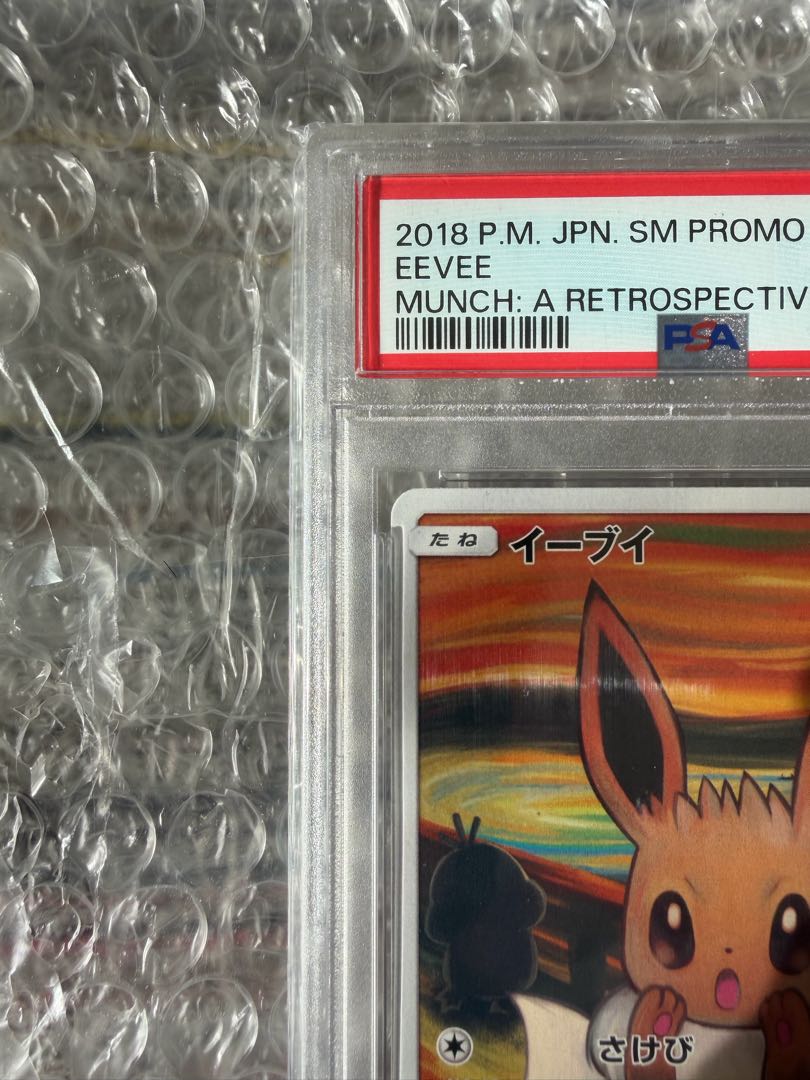 2018 P.M. JPN. SM PROMO
EEVEE
MUNCH: A RETROSPECTIV
PSA
たね イーブイ
さけび